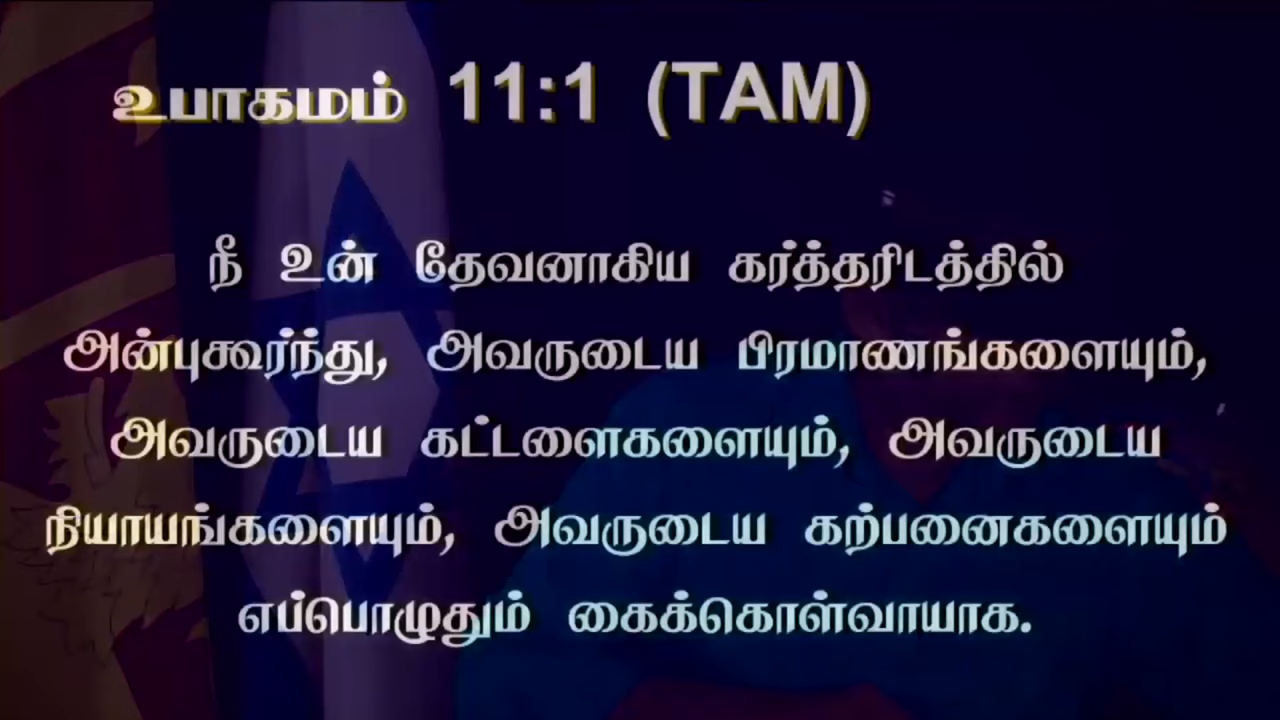 உபாகமம் 11:1 (TAM)
நீ உன் தேவனாகிய கர்த்தரிடத்தில்
அன்புகூர்ந்து, அவருடைய பிரமாணங்களையும்,
அவருடைய கட்டளைகளையும், அவருடைய
நியாயங்களையும், அவருடைய கற்பனைகளையும்
எப்பொழுதும் கைக்கொள்வாயாக.